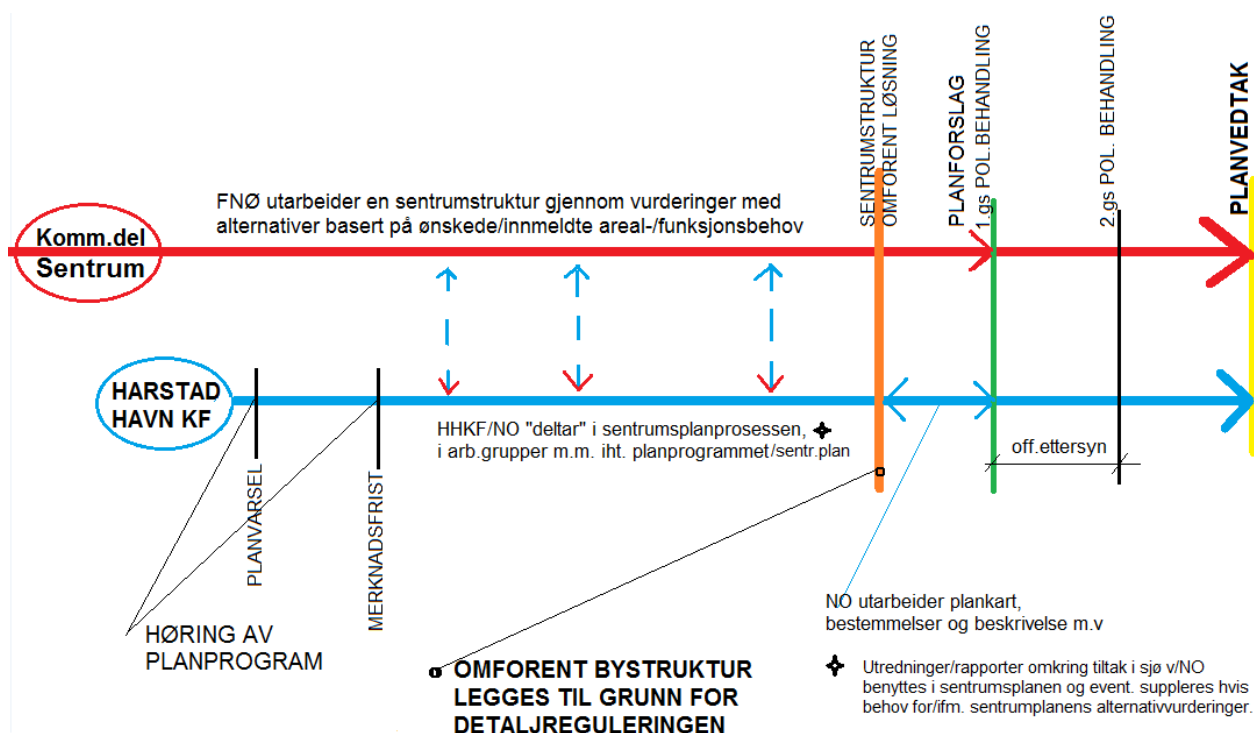 SENTRUMSTRUKTUR
OMFORENT LØSNING
PLANFORSLAG
1.gs POL.BEHANDLING
2.gs POL. BEHANDLING
PLANVEDTAK
FNØ utarbeider en sentrumstruktur gjennom vurderinger med
alternativer basert på ønskede/innmeldte areal-/funksjonsbehov
Komm.del
Sentrum
HARSTAD
HAVN KF
HHKF/NO "deltar" i sentrumsplanprosessen,
i arb.grupper m.m. iht. planprogrammet/sentr.plan
off.ettersyn
PLANVARSEL
MERKNADSFRIST
HØRING AV
PLANPROGRAM
NO utarbeider plankart,
bestemmelser og beskrivelse m.v
OMFORENT BYSTRUKTUR
LEGGES TIL GRUNN FOR
DETALJREGULERINGEN
Utredninger/rapporter omkring tiltak i sjø v/NO
benyttes i sentrumsplanen og event. suppleres hvis
behov for/ifm. sentrumplanens alternativvurderinger.